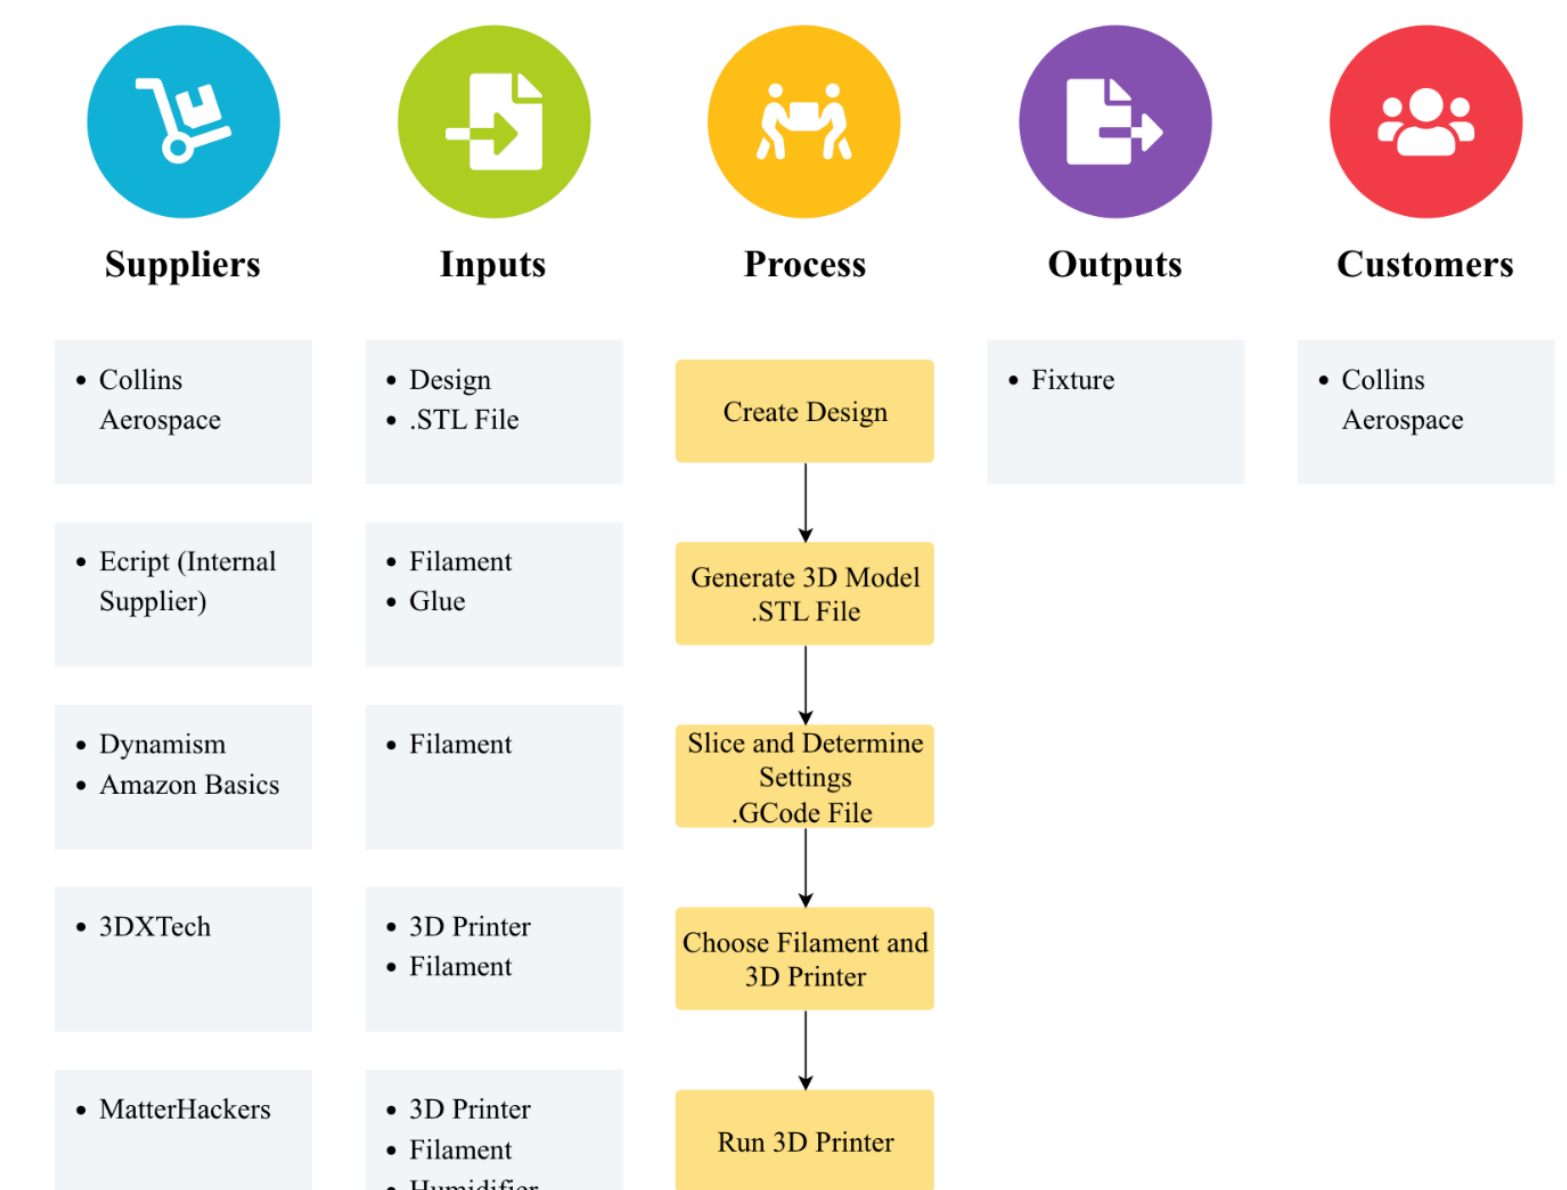 Suppliers
Inputs
Process
Outputs
Customers
• Collins
Aerospace
• Design
• .STL File
Create Design
• Fixture
• Collins
Aerospace
• Ecript (Internal
Supplier)
• Filament
• Glue
Generate 3D Model
.STL File
• Dynamism
• Amazon Basics
• Filament
Slice and Determine
Settings
.GCode File
• 3DXTech
• 3D Printer
• Filament
Choose Filament and
3D Printer
• MatterHackers
• 3D Printer
• Filament
• Humidifier
Run 3D Printer